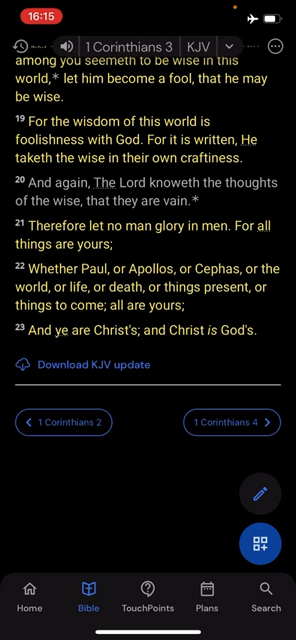 16:15
1 Corinthians 3 KJV
among you seemeth to be wise in this
world,* let him become a fool, that he may
be wise.
19 For the wisdom of this world is
foolishness with God. For it is written, He
taketh the wise in their own craftiness.
20 And again, The Lord knoweth the thoughts
of the wise, that they are vain.*
21 Therefore let no man glory in men. For all
things are yours;
22 Whether Paul, or Apollos, or Cephas, or the
world, or life, or death, or things present, or
things to come; all are yours;
23 And ye are Christ's; and Christ is God's.
Download KJV update
1 Corinthians 2
1 Corinthians 4
Home Bible TouchPoints Plans Search